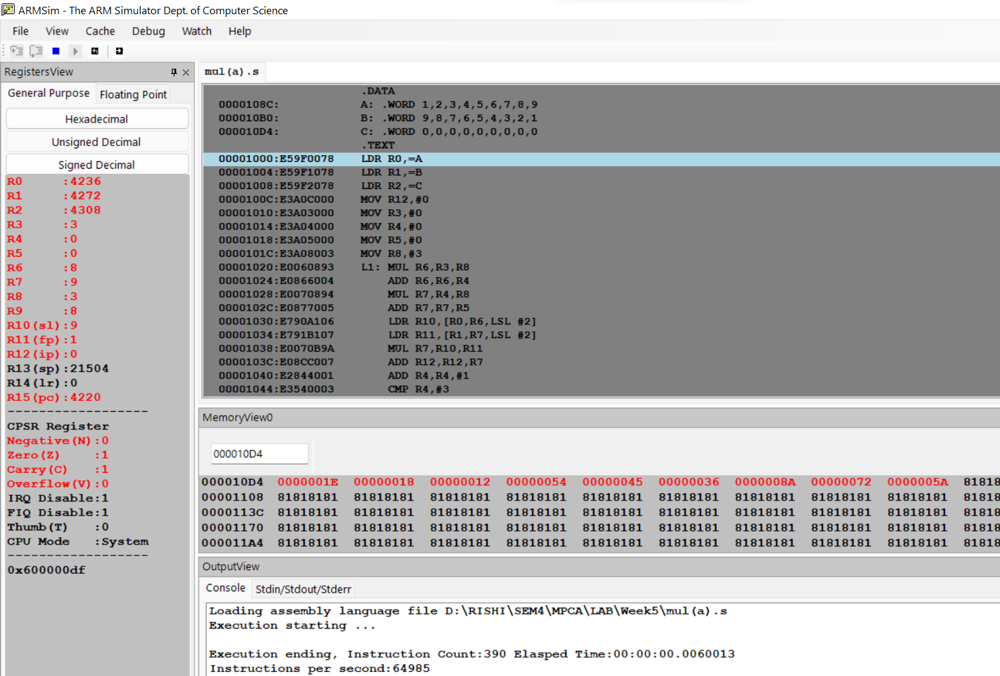 ARMSim - The ARM Simulator Dept. of Computer Science
File View Cache Debug Watch Help
RegistersView
General Purpose Floating Point
Hexadecimal
Unsigned Decimal
Signed Decimal
R0 :4236
R1 :4272
R2 :4308
R3 :3
R4 :0
R5 :0
R6 :8
R7 :9
R8 :3
R9 :8
R10(sl):9
R11(fp):1
R12(ip):0
R13(sp):21504
R14(lr):0
R15(pc):4220
------------------
CPSR Register
Negative(N):0
Zero(Z) :1
Carry(C) :1
Overflow(V):0
IRQ Disable:1
FIQ Disable:1
Thumb(T) :0
CPU Mode :System
------------------
0x600000df
mul(a).s
.DATA
0000108C: A: .WORD 1,2,3,4,5,6,7,8,9
000010B0: B: .WORD 9,8,7,6,5,4,3,2,1
000010D4: C: .WORD 0,0,0,0,0,0,0,0,0
.TEXT
00001000:E59F0078 LDR R0,=A
00001004:E59F1078 LDR R1,=B
00001008:E59F2078 LDR R2,=C
0000100C:E3A0C000 MOV R12,#0
00001010:E3A03000 MOV R3,#0
00001014:E3A04000 MOV R4,#0
00001018:E3A05000 MOV R5,#0
0000101C:E3A08003 MOV R8,#3
00001020:E0060893 L1: MUL R6,R3,R8
00001024:E0866004 ADD R6,R6,R4
00001028:E0070894 MUL R7,R4,R8
0000102C:E0877005 ADD R7,R7,R5
00001030:E790A106 LDR R10,[R0,R6,LSL #2]
00001034:E791B107 LDR R11,[R1,R7,LSL #2]
00001038:E0070B9A MUL R7,R10,R11
0000103C:E08CC007 ADD R12,R12,R7
00001040:E2844001 ADD R4,R4,#1
00001044:E3540003 CMP R4,#3
MemoryView0
000010D4
000010D4 0000001E 00000018 00000012 00000054 00000045 00000036 0000008A 00000072 0000005A 81818
00001108 81818181 81818181 81818181 81818181 81818181 81818181 81818181 81818181 81818181 81818
0000113C 81818181 81818181 81818181 81818181 81818181 81818181 81818181 81818181 81818181 81818
00001170 81818181 81818181 81818181 81818181 81818181 81818181 81818181 81818181 81818181 81818
000011A4 81818181 81818181 81818181 81818181 81818181 81818181 81818181 81818181 81818181 81818
OutputView
Console Stdin/Stdout/Stderr
Loading assembly language file D:\RISHI\SEM4\MPCA\LAB\Week5\mul(a).s
Execution starting ...
Execution ending, Instruction Count:390 Elasped Time:00:00:00.0060013
Instructions per second:64985